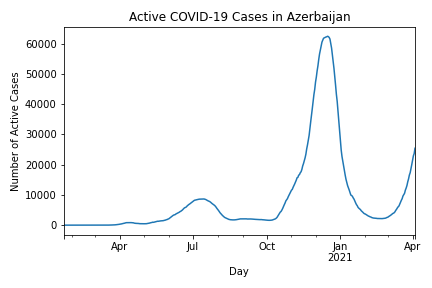 Active COVID-19 Cases in Azerbaijan
Number of Active Cases
60000
50000
40000
30000
20000
10000
0
Apr
Jul
Oct
Jan
2021
Apr
Day